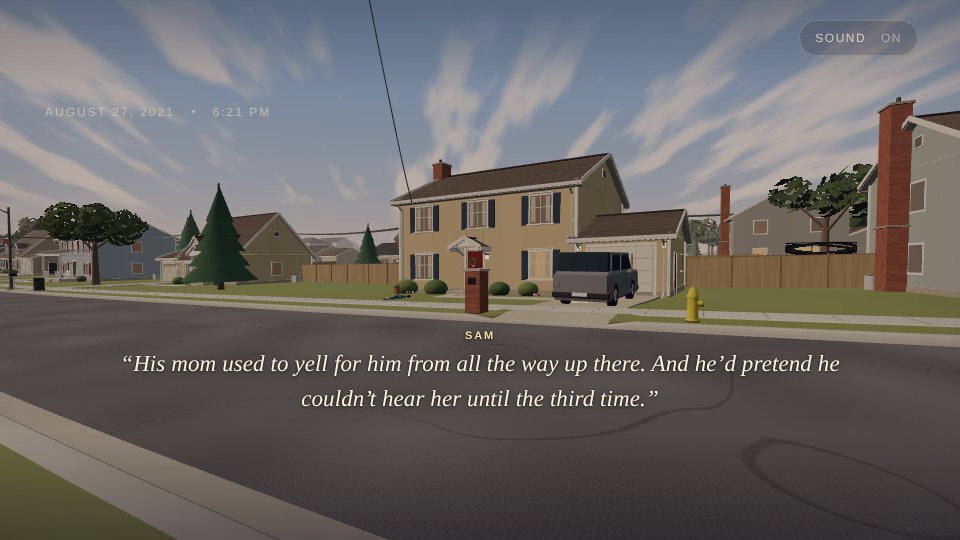 SOUND ON
AUGUST 27, 2021 • 6:21 PM
SAM
“His mom used to yell for him from all the way up there. And he’d pretend he
couldn’t hear her until the third time.”